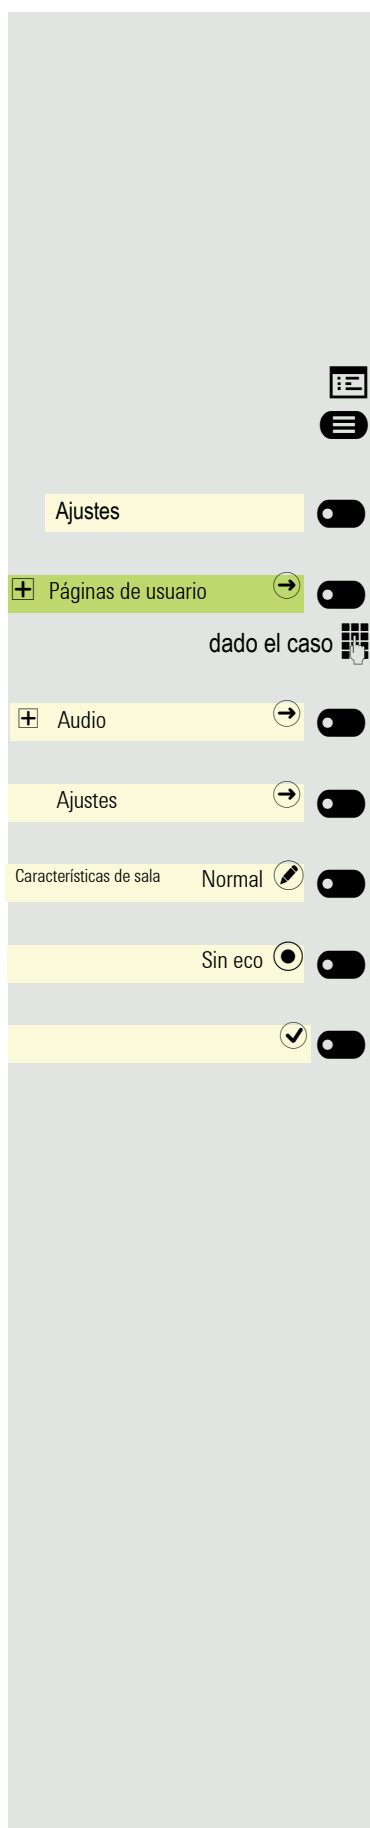 Ajustes
Páginas de usuario
dado el caso
Audio
Ajustes
Características de sala Normal
Sin eco